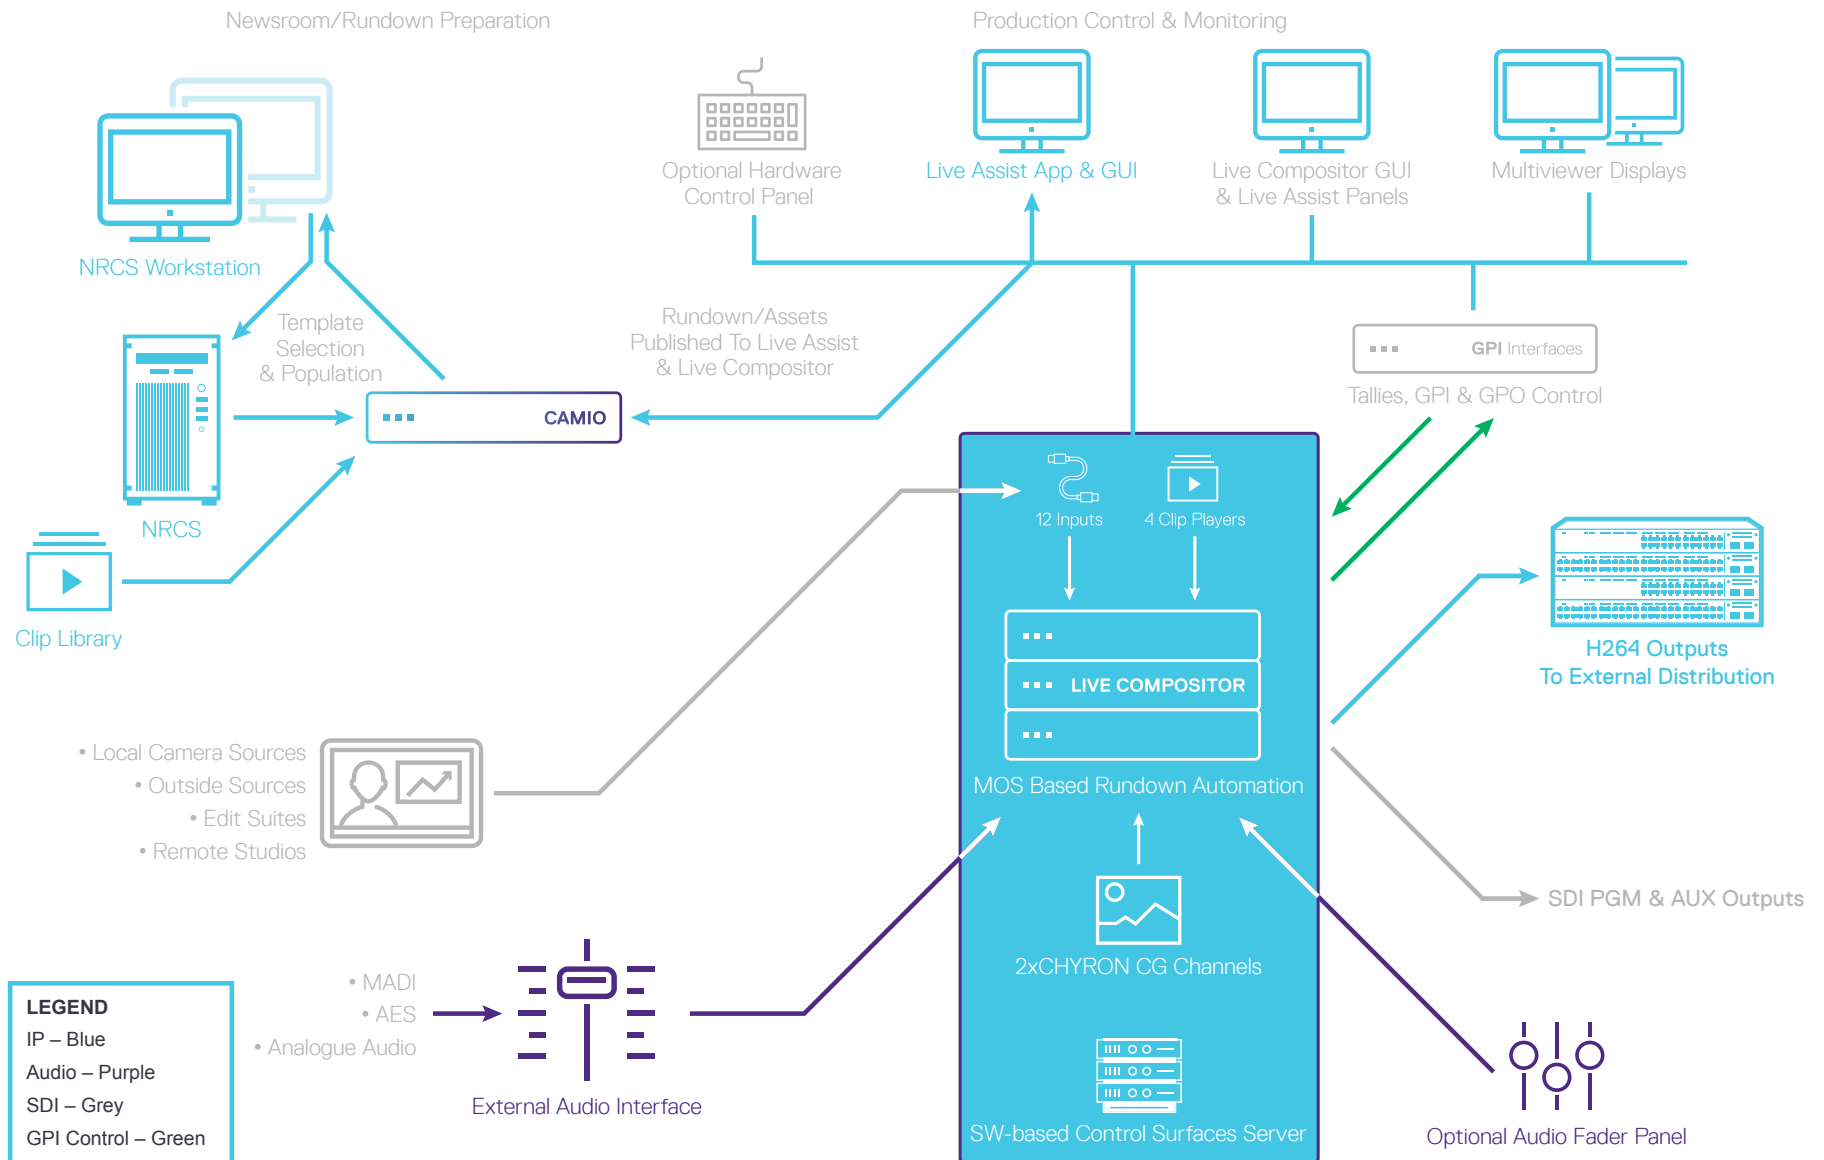 Newsroom/Rundown Preparation
Production Control & Monitoring
Optional Hardware
Control Panel
Live Assist App & GUI
Live Compositor GUI
& Live Assist Panels
Multiviewer Displays
NRCS Workstation
Template
Selection
& Population
Rundown/Assets
Published To Live Assist
& Live Compositor
GPI Interfaces
Tallies, GPI & GPO Control
CAMIO
NRCS
12 Inputs
4 Clip Players
Clip Library
H264 Outputs
To External Distribution
LIVE COMPOSITOR
MOS Based Rundown Automation
• Local Camera Sources
• Outside Sources
• Edit Suites
• Remote Studios
SDI PGM & AUX Outputs
2xCHYRON CG Channels
• MADI
• AES
• Analogue Audio
External Audio Interface
SW-based Control Surfaces Server
Optional Audio Fader Panel
LEGEND
IP – Blue
Audio – Purple
SDI – Grey
GPI Control – Green